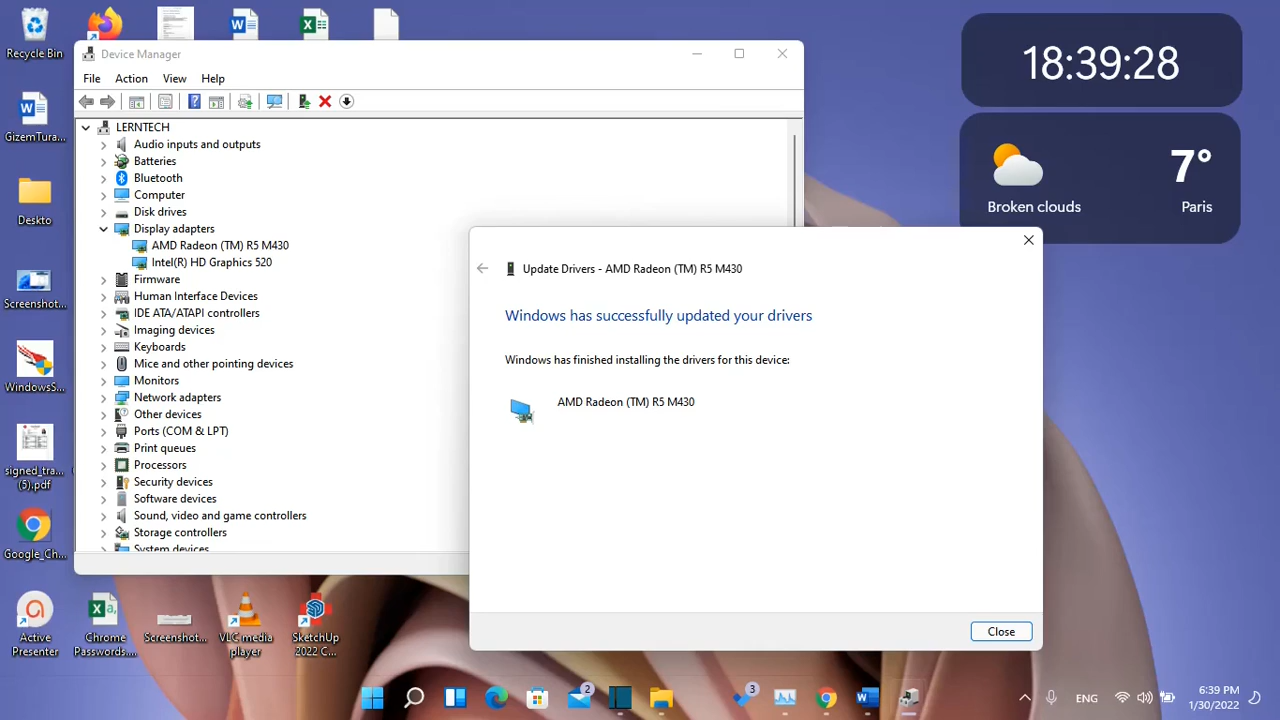 Recycle Bin
GizemTura...
Deskto
Screenshot...
WindowsS...
signed_tra...
(5).pdf
Google_Ch...
Active
Presenter
Chrome
Passwords....
Screenshot...
VLC media
player
SketchUp
2022 C...
Device Manager
File Action View Help
LERNTECH
Audio inputs and outputs
Batteries
Bluetooth
Computer
Disk drives
Display adapters
AMD Radeon (TM) R5 M430
Intel(R) HD Graphics 520
Firmware
Human Interface Devices
IDE ATA/ATAPI controllers
Imaging devices
Keyboards
Mice and other pointing devices
Monitors
Network adapters
Other devices
Ports (COM & LPT)
Print queues
Processors
Security devices
Software devices
Sound, video and game controllers
Storage controllers
System devices
Update Drivers - AMD Radeon (TM) R5 M430
Windows has successfully updated your drivers
Windows has finished installing the drivers for this device:
AMD Radeon (TM) R5 M430
Close
18:39:28
7°
Broken clouds Paris
2
3
ENG
6:39 PM
1/30/2022